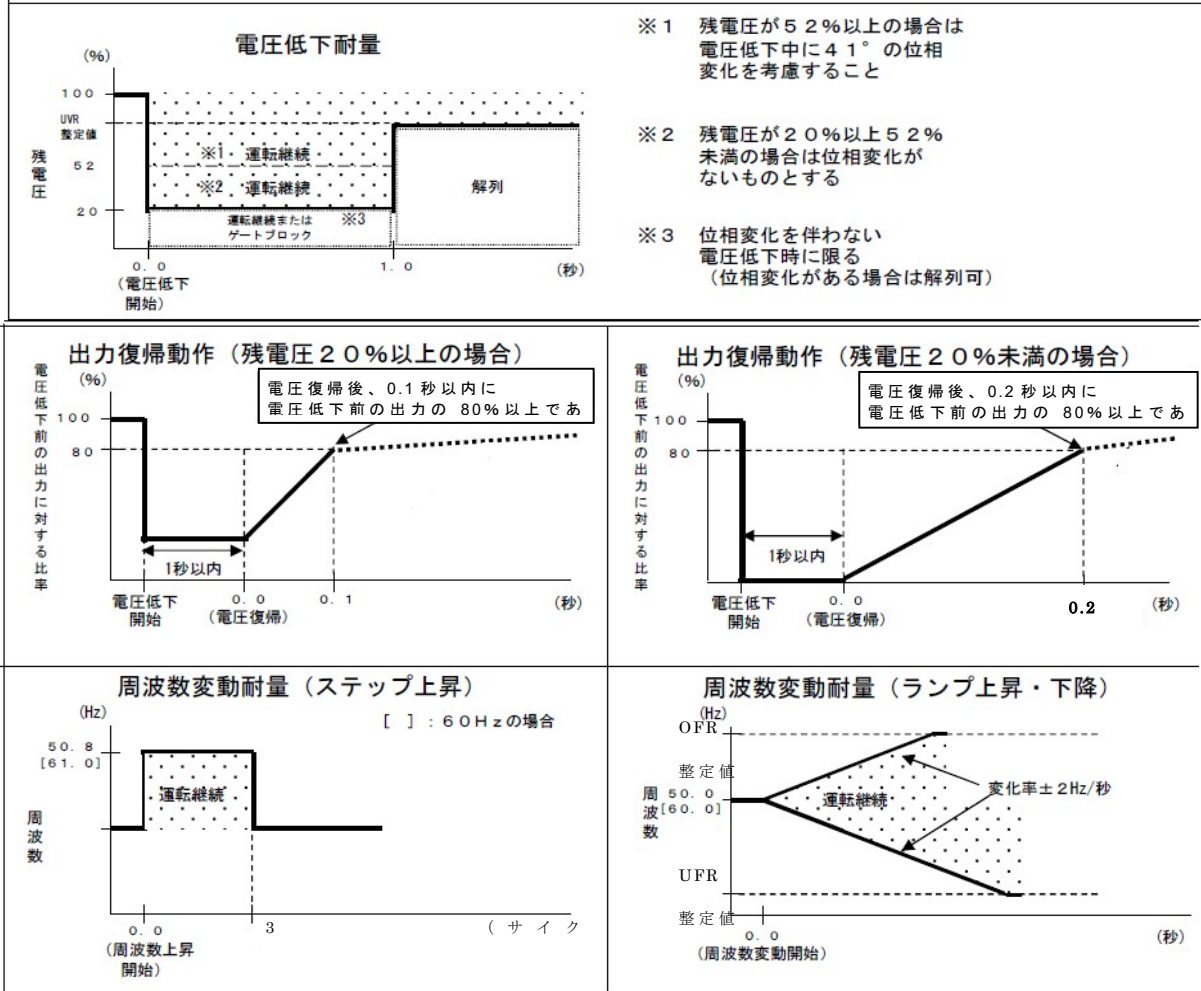 電圧低下耐量
(%)
100
UVR
整定値
残電圧
52
20
※1 運転継続
※2 運転継続
運転継続または ※3
ゲートブロック
解列
0.0
1.0
(秒)
（電圧低下
開始）
※1 残電圧が52%以上の場合は
電圧低下中に41°の位相
変化を考慮すること
※2 残電圧が20%以上52%
未満の場合は位相変化が
ないものとする
※3 位相変化を伴わない
電圧低下時に限る
（位相変化がある場合は解列可）
出力復帰動作（残電圧20%以上の場合）
電圧低下前の出力に対する比率
(%)
電圧復帰後、0.1秒以内に
電圧低下前の出力の 80%以上であ
100
80
1秒以内
電圧低下
開始
0.0
（電圧復帰）
0.1
(秒)
出力復帰動作（残電圧20%未満の場合）
電圧低下前の出力に対する比率
(%)
電圧復帰後、0.2秒以内に
電圧低下前の出力の 80%以上であ
100
80
1秒以内
電圧低下
開始
0.0
（電圧復帰）
0.2
(秒)
周波数変動耐量（ステップ上昇）
(Hz)
[ ]：60Hzの場合
50.8
[61.0]
運転継続
周波数
0.0
3
(サイク
（周波数上昇
開始）
周波数変動耐量（ランプ上昇・下降）
(Hz)
OFR
整定値
周波数
50.0
[60.0]
運転継続
変化率±2Hz/秒
UFR
整定値
0.0
(秒)
（周波数変動開始）